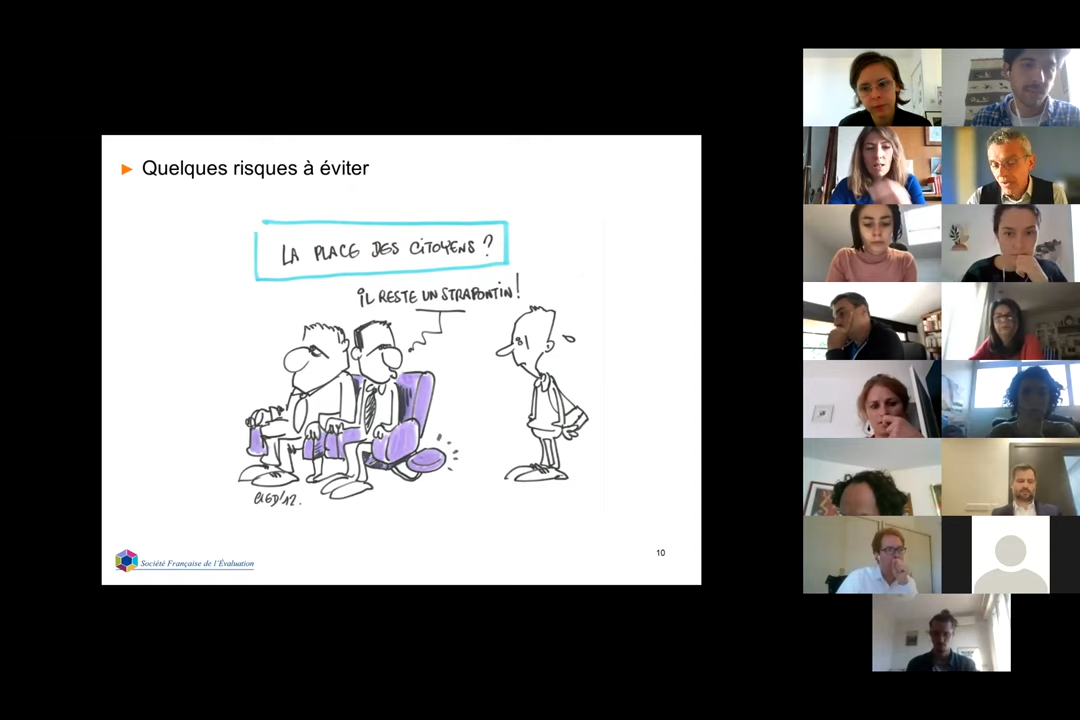 Quelques risques à éviter
LA PLACE DES CITOYENS ?
IL RESTE UN STRAPONTIN !
10
Société Française de l'Évaluation